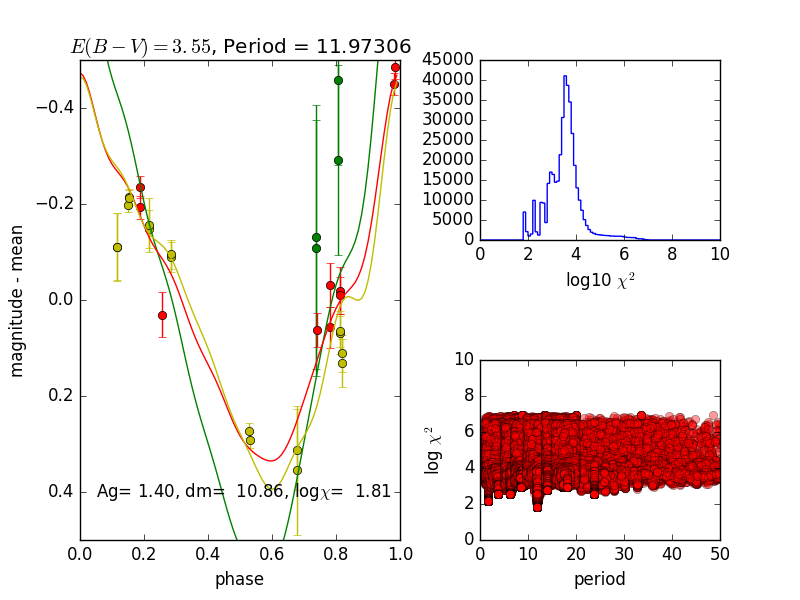 E(B − V) = 3.55, Period = 11.97306
−0.4
−0.2
0.0
0.2
0.4
magnitude - mean
Ag= 1.40, dm= 10.86, logχ= 1.81
0.0 0.2 0.4 0.6 0.8 1.0
phase
45000
40000
35000
30000
25000
20000
15000
10000
5000
0
0 2 4 6 8 10
log10 χ²
10
8
6
4
2
0
log χ²
0 10 20 30 40 50
period